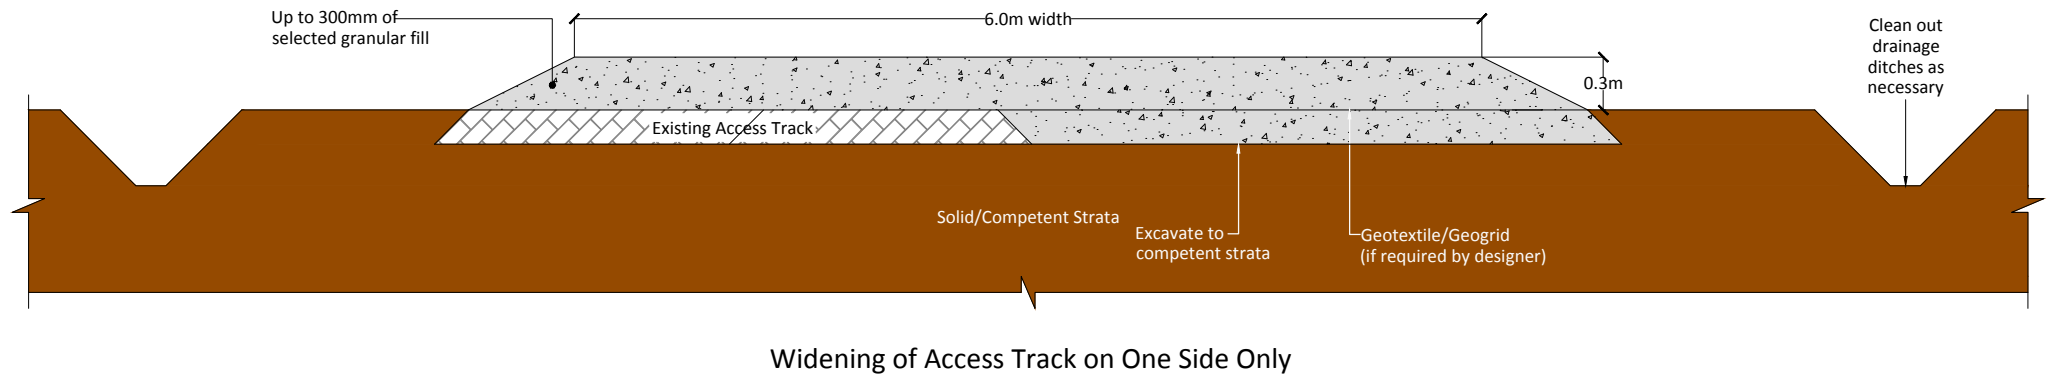 Up to 300mm of
selected granular fill
6.0m width
Clean out
drainage
ditches as
necessary
0.3m
Existing Access Track
Solid/Competent Strata
Excavate to
competent strata
Geotextile/Geogrid
(if required by designer)
Widening of Access Track on One Side Only